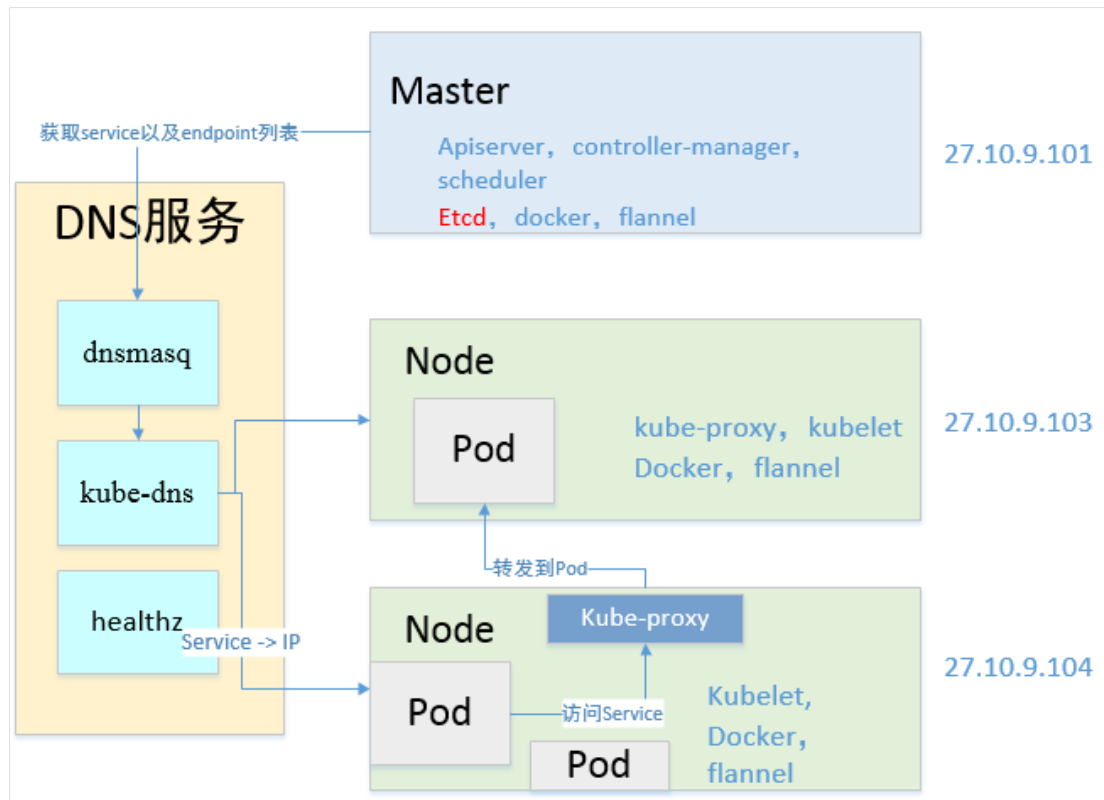 Master
获取service以及endpoint列表
Apiserver，controller-manager，
scheduler
Etcd，docker，flannel
27.10.9.101
DNS服务
dnsmasq
kube-dns
healthz
Service -> IP
Node
Pod
kube-proxy，kubelet
Docker，flannel
27.10.9.103
转发到Pod
Node
Kube-proxy
Pod
访问Service
Pod
Kubelet,
Docker，
flannel
27.10.9.104